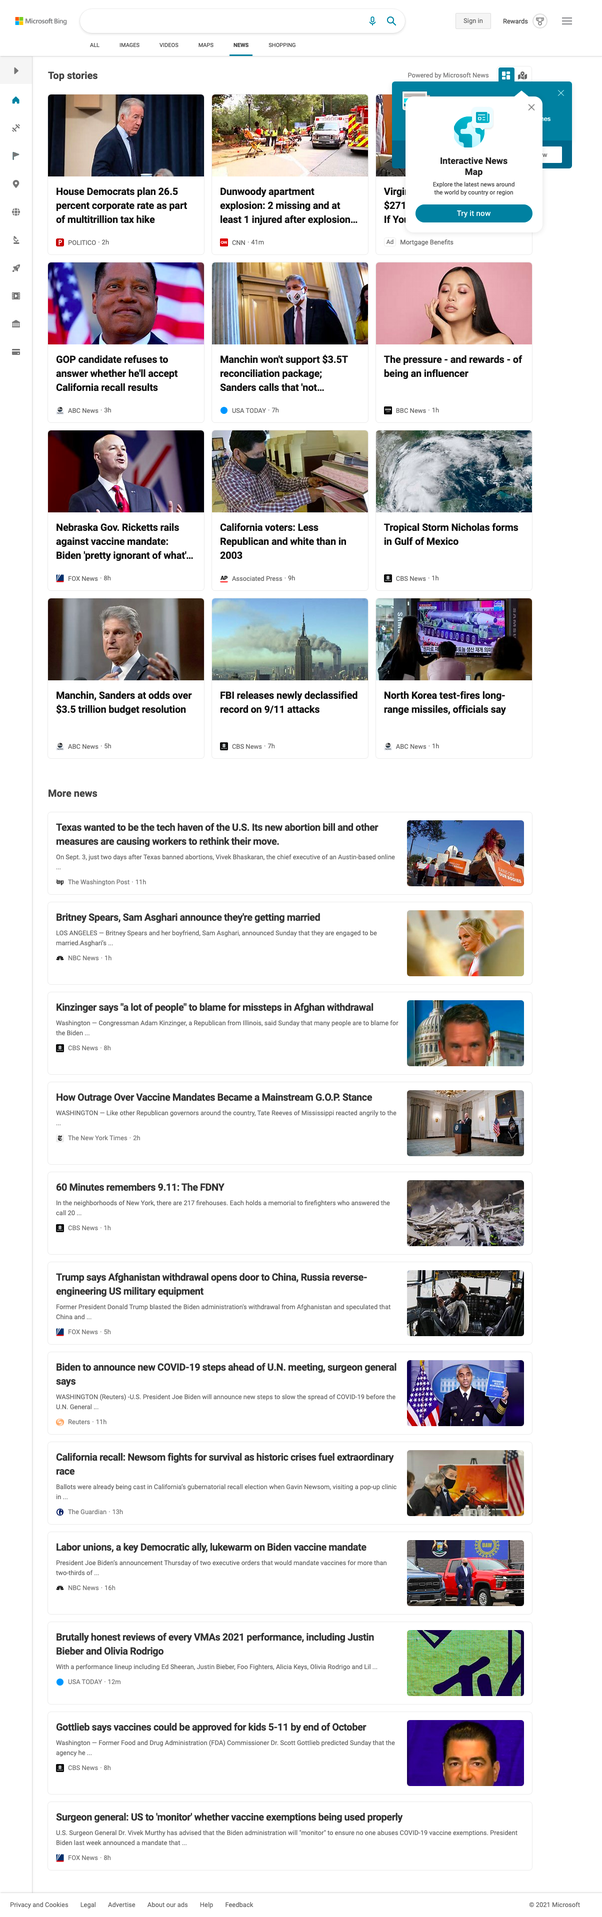 Microsoft Bing
Sign in
Rewards
ALL
IMAGES
VIDEOS
MAPS
NEWS
SHOPPING
Top stories
Powered by Microsoft News
Interactive News
Map
Explore the latest news around
the world by country or region
Try it now
House Democrats plan 26.5
percent corporate rate as part
of multitrillion tax hike
POLITICO · 2h
Dunwoody apartment
explosion: 2 missing and at
least 1 injured after explosion...
CNN · 41m
Virgi
$271
If Yo
Ad Mortgage Benefits
GOP candidate refuses to
answer whether he'll accept
California recall results
ABC News · 3h
Manchin won't support $3.5T
reconciliation package;
Sanders calls that 'not...
USA TODAY · 7h
The pressure - and rewards - of
being an influencer
BBC News · 1h
Nebraska Gov. Ricketts rails
against vaccine mandate:
Biden 'pretty ignorant of what'...
FOX News · 8h
California voters: Less
Republican and white than in
2003
AP Associated Press · 9h
Tropical Storm Nicholas forms
in Gulf of Mexico
CBS News · 1h
Manchin, Sanders at odds over
$3.5 trillion budget resolution
ABC News · 5h
FBI releases newly declassified
record on 9/11 attacks
CBS News · 7h
North Korea test-fires long-
range missiles, officials say
ABC News · 1h
More news
Texas wanted to be the tech haven of the U.S. Its new abortion bill and other
measures are causing workers to rethink their move.
On Sept. 3, just two days after Texas banned abortions, Vivek Bhaskaran, the chief executive of an Austin-based online
...
wp The Washington Post · 11h
Britney Spears, Sam Asghari announce they're getting married
LOS ANGELES — Britney Spears and her boyfriend, Sam Asghari, announced Sunday that they are engaged to be
married.Asghari's ...
NBC News · 1h
Kinzinger says "a lot of people" to blame for missteps in Afghan withdrawal
Washington — Congressman Adam Kinzinger, a Republican from Illinois, said Sunday that many people are to blame for
the Biden ...
CBS News · 8h
How Outrage Over Vaccine Mandates Became a Mainstream G.O.P. Stance
WASHINGTON — Like other Republican governors around the country, Tate Reeves of Mississippi reacted angrily to the
...
The New York Times · 2h
60 Minutes remembers 9.11: The FDNY
In the neighborhoods of New York, there are 217 firehouses. Each holds a memorial to firefighters who answered the
call 20 ...
CBS News · 1h
Trump says Afghanistan withdrawal opens door to China, Russia reverse-
engineering US military equipment
Former President Donald Trump blasted the Biden administration's withdrawal from Afghanistan and speculated that
China and ...
FOX News · 5h
Biden to announce new COVID-19 steps ahead of U.N. meeting, surgeon general
says
WASHINGTON (Reuters) -U.S. President Joe Biden will announce new steps to slow the spread of COVID-19 before the
U.N. General ...
Reuters · 11h
California recall: Newsom fights for survival as historic crises fuel extraordinary
race
Ballots were already being cast in California's gubernatorial recall election when Gavin Newsom, visiting a pop-up clinic
in ...
The Guardian · 13h
Labor unions, a key Democratic ally, lukewarm on Biden vaccine mandate
President Joe Biden's announcement Thursday of two executive orders that would mandate vaccines for more than
two-thirds of ...
NBC News · 16h
Brutally honest reviews of every VMAs 2021 performance, including Justin
Bieber and Olivia Rodrigo
With a performance lineup including Ed Sheeran, Justin Bieber, Foo Fighters, Alicia Keys, Olivia Rodrigo and Lil ...
USA TODAY · 12m
Gottlieb says vaccines could be approved for kids 5-11 by end of October
Washington — Former Food and Drug Administration (FDA) Commissioner Dr. Scott Gottlieb predicted Sunday that the
agency he ...
CBS News · 8h
Surgeon general: US to 'monitor' whether vaccine exemptions being used properly
U.S. Surgeon General Dr. Vivek Murthy has advised that the Biden administration will "monitor" to ensure no one abuses COVID-19 vaccine exemptions. President
Biden last week announced a mandate that ...
FOX News · 8h
Privacy and Cookies
Legal
Advertise
About our ads
Help
Feedback
© 2021 Microsoft